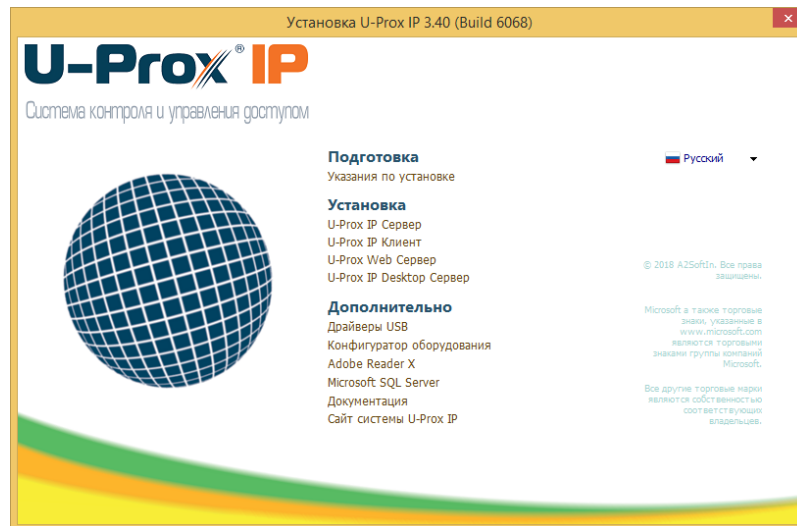 Установка U-Prox IP 3.40 (Build 6068)
U-Prox® IP
Система контроля и управления доступом
Подготовка
Указания по установке
Русский
Установка
U-Prox IP Сервер
U-Prox IP Клиент
U-Prox Web Сервер
U-Prox IP Desktop Сервер
Дополнительно
Драйверы USB
Конфигуратор оборудования
Adobe Reader X
Microsoft SQL Server
Документация
Сайт системы U-Prox IP
© 2018 A2SoftIn. Все права
защищены.
Microsoft а также торговые
знаки, указанные в
www.microsoft.com
являются торговыми
знаками группы компаний
Microsoft.
Все другие торговые марки
являются собственностью
соответствующих
владельцев.